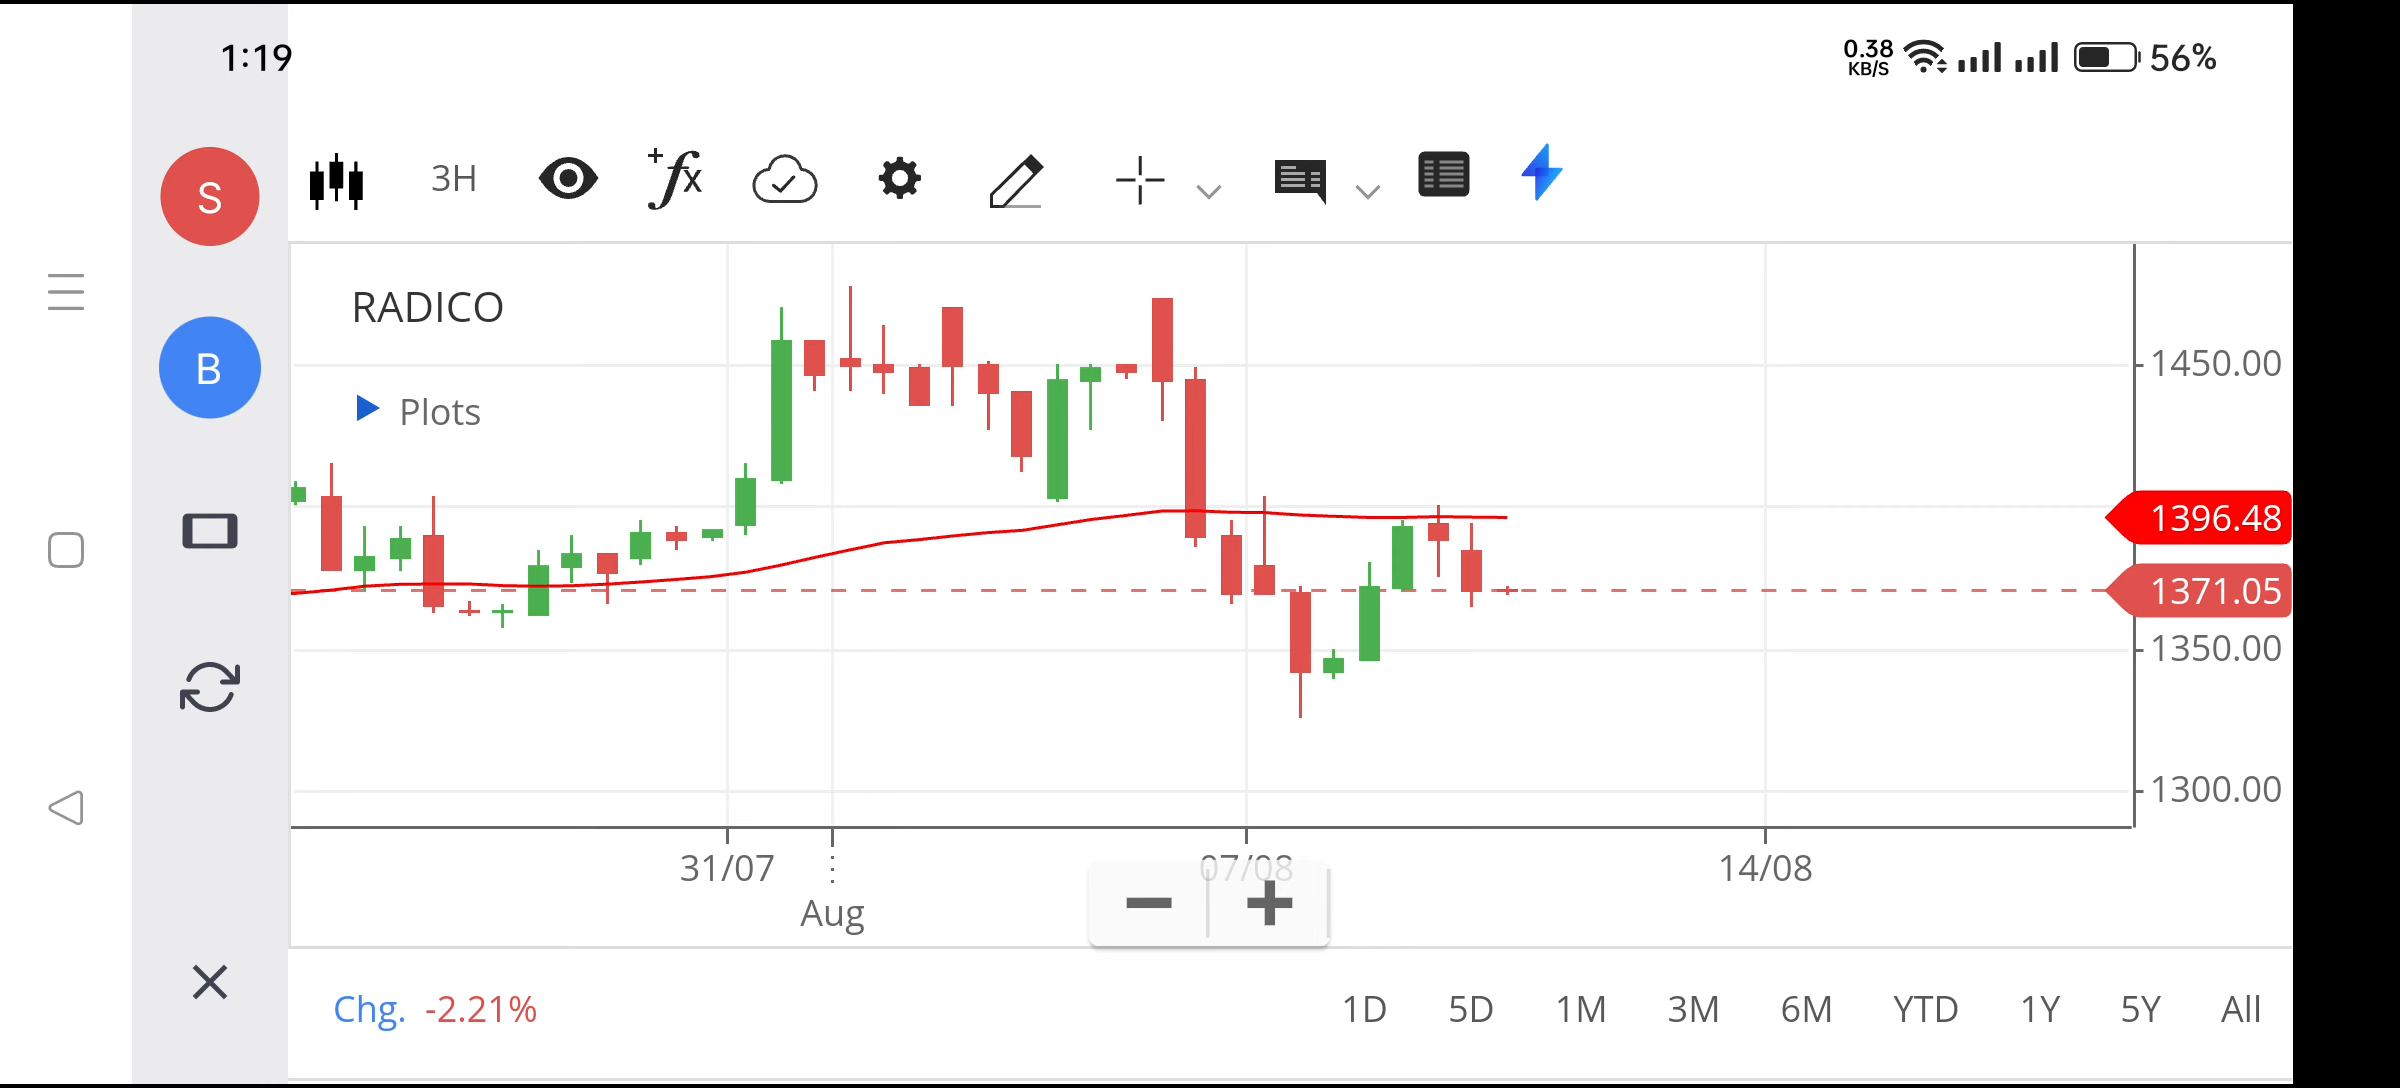 1:19
0.38
KB/S
56%
S
3H
+fx
B
RADICO
Plots
1450.00
1396.48
1371.05
1350.00
1300.00
31/07
07/08
14/08
Aug
Chg. -2.21%
1D 5D 1M 3M 6M YTD 1Y 5Y All